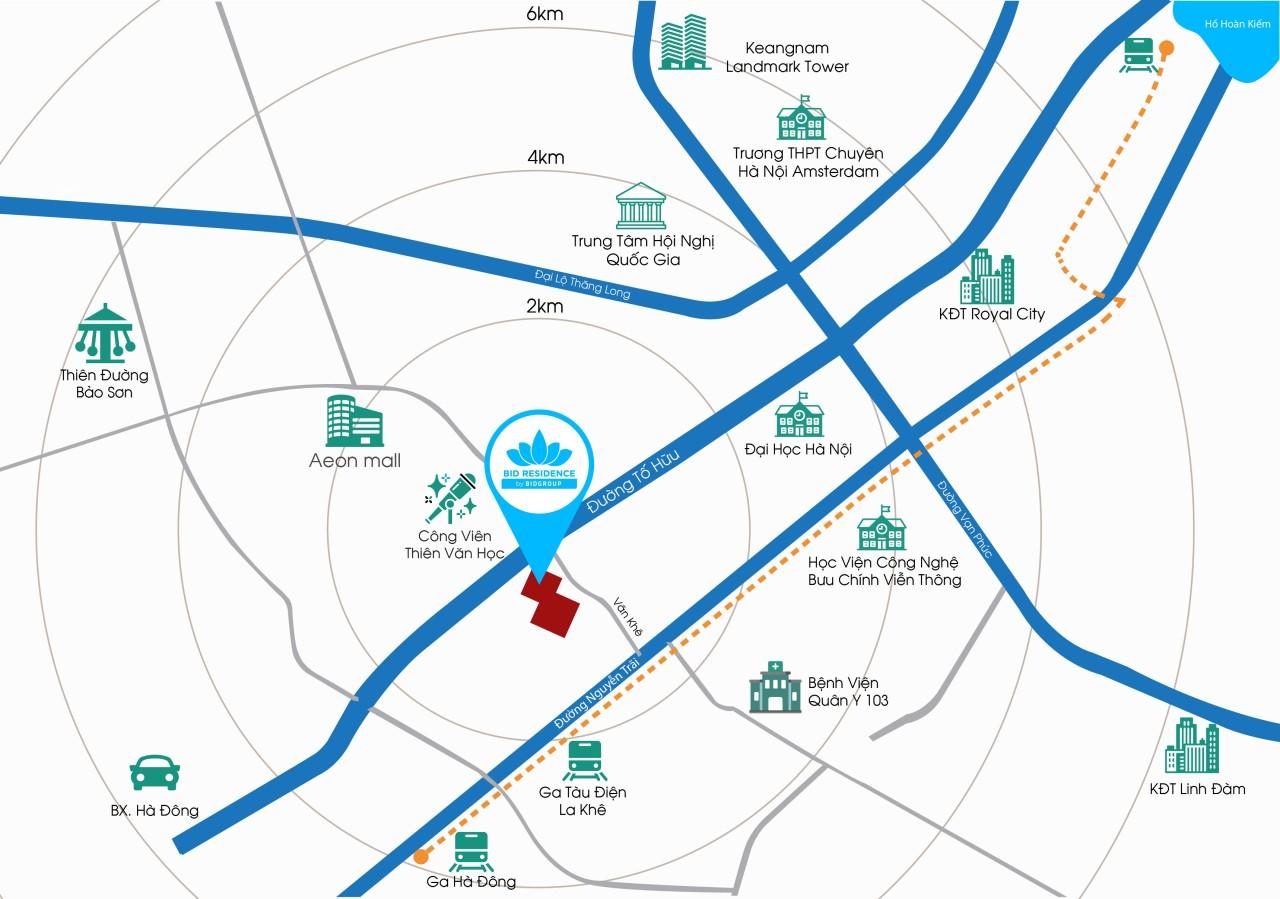 6km
Hồ Hoàn Kiếm
Keangnam
Landmark Tower
4km
Trương THPT Chuyên
Hà Nội Amsterdam
Trung Tâm Hội Nghị
Quốc Gia
Đại Lộ Thăng Long
2km
KĐT Royal City
Thiên Đường
Bảo Sơn
Aeon mall
BID RESIDENCE
by BIDGROUP
Đường Tố Hữu
Đại Học Hà Nội
Công Viên
Thiên Văn Học
Đường Vạn Phúc
Học Viện Công Nghệ
Bưu Chính Viễn Thông
Văn Khê
Đường Nguyễn Trãi
Bệnh Viện
Quân Y 103
Ga Tàu Điện
La Khê
KĐT Linh Đàm
BX. Hà Đông
Ga Hà Đông